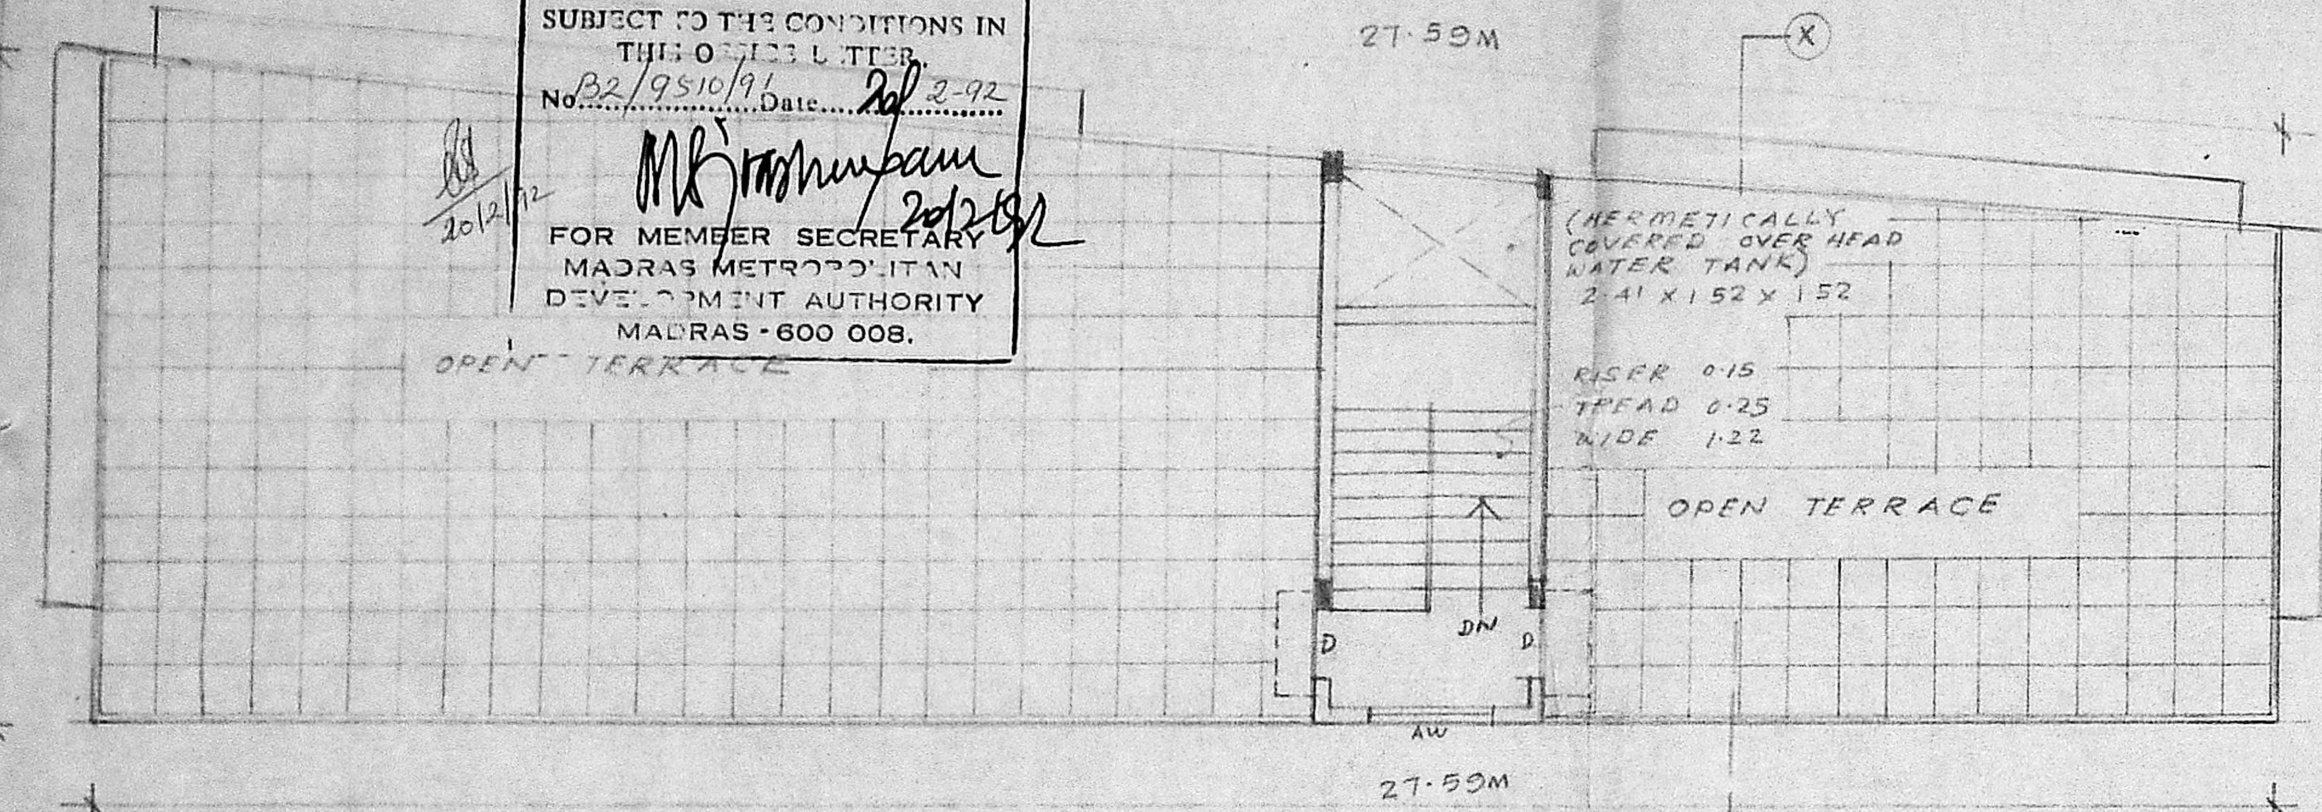 SUBJECT TO THE CONDITIONS IN
THIS OFFICE LETTER.
No. B2/9510/91 Date.... 20/2-92
20/2/92
20/2/92
FOR MEMBER SECRETARY
MADRAS METROPOLITAN
DEVELOPMENT AUTHORITY
MADRAS - 600 008.
OPEN TERRACE
27.59M
X
(HERMETICALLY
COVERED OVER HEAD
WATER TANK)
2.41 X 1.52 X 1.52
RISER 0.15
TREAD 0.25
WIDE 1.22
OPEN TERRACE
D
DN
D
AW
27.59M